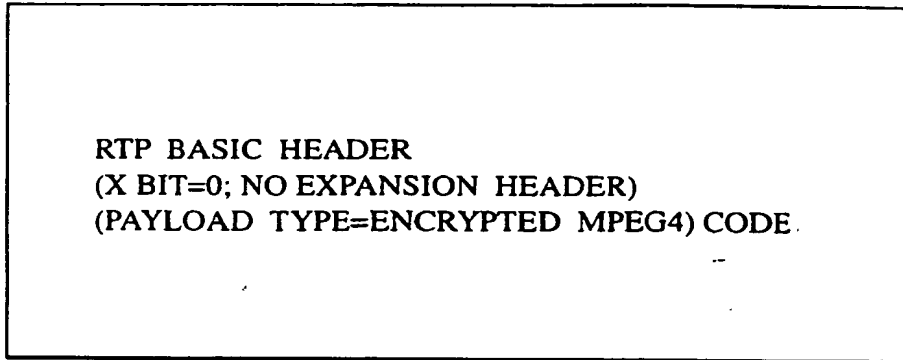 RTP BASIC HEADER
(X BIT=0; NO EXPANSION HEADER)
(PAYLOAD TYPE=ENCRYPTED MPEG4) CODE